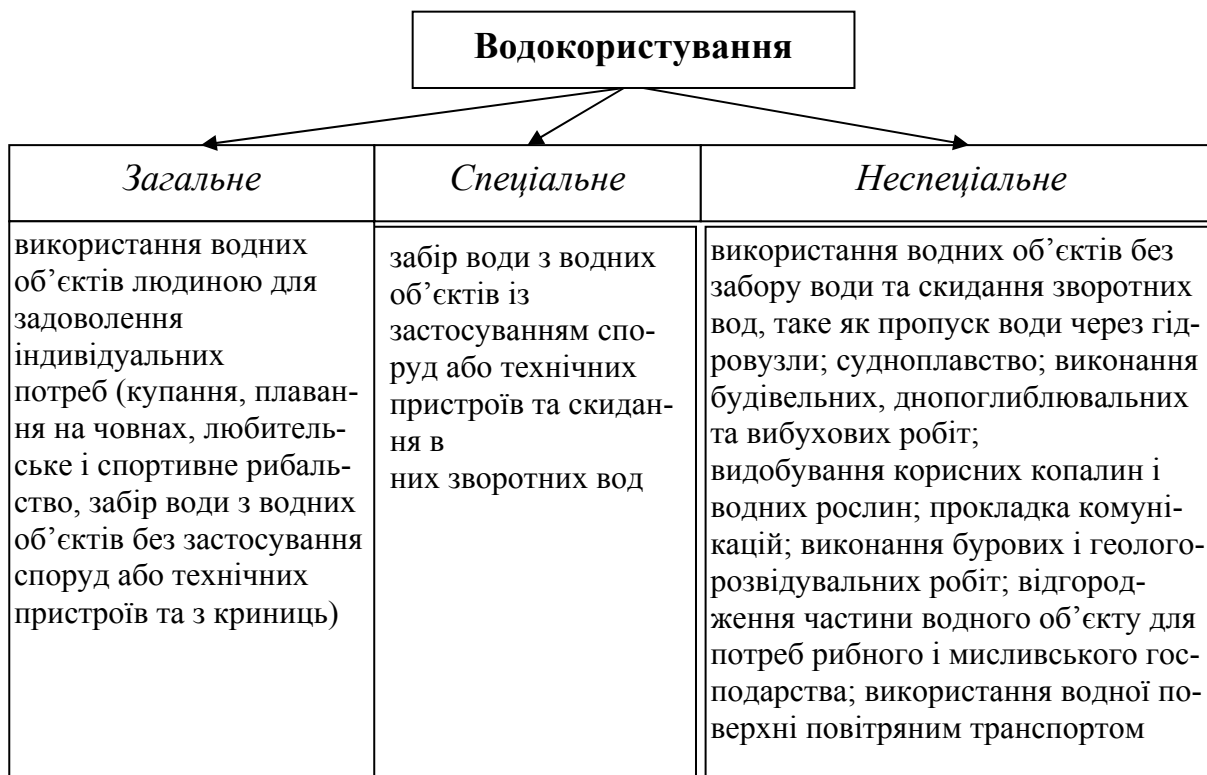 Водокористування
Загальне
Спеціальне
Неспеціальне
використання водних
об’єктів людиною для
задоволення
індивідуальних
потреб (купання, плаван-
ня на човнах, любитель-
ське і спортивне рибаль-
ство, забір води з водних
об’єктів без застосування
споруд або технічних
пристроїв та з криниць)
забір води з водних
об’єктів із
застосуванням спо-
руд або технічних
пристроїв та скидан-
ня в
них зворотних вод
використання водних об’єктів без
забору води та скидання зворотних
вод, таке як пропуск води через гід-
ровузли; судноплавство; виконання
будівельних, днопоглиблювальних
та вибухових робіт;
видобування корисних копалин і
водних рослин; прокладка комуні-
кацій; виконання бурових і геолого-
розвідувальних робіт; відгород-
ження частини водного об’єкту для
потреб рибного і мисливського гос-
подарства; використання водної по-
верхні повітряним транспортом